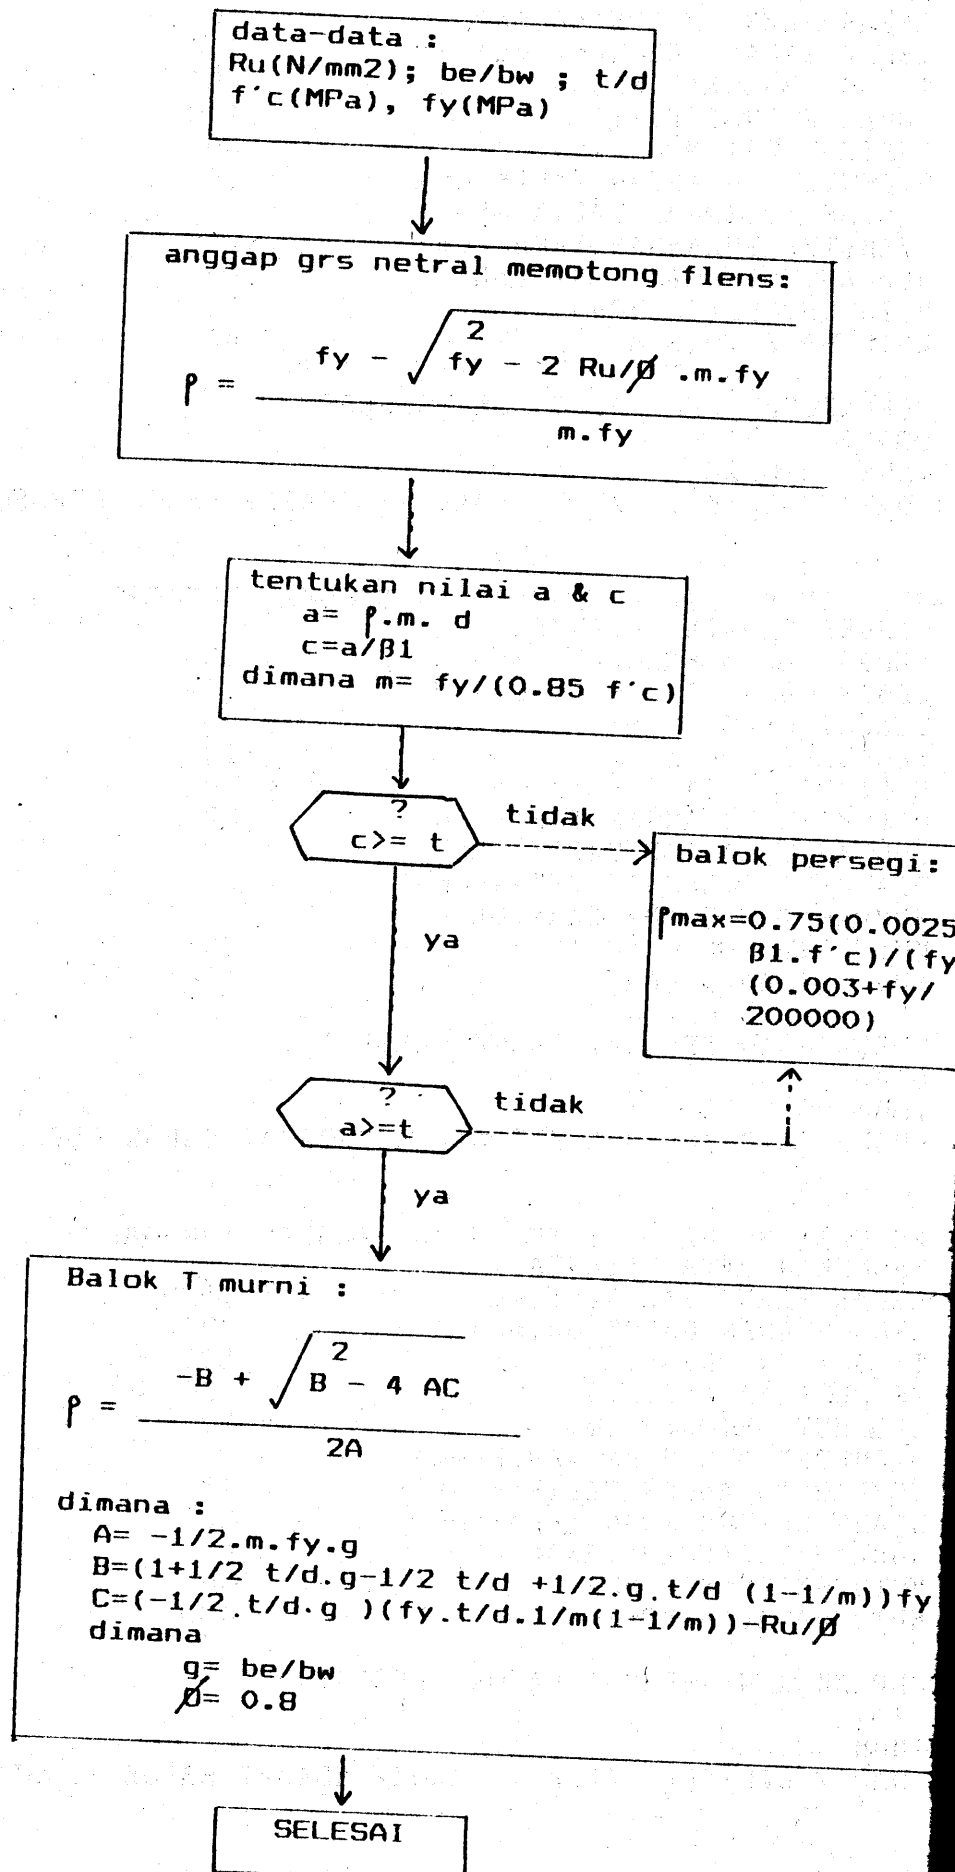 data-data :
Ru(N/mm2); be/bw ; t/d
f'c(MPa), fy(MPa)
anggap grs netral memotong flens:
2
fy - √ fy - 2 Ru/Ø .m.fy
ρ =
m.fy
tentukan nilai a & c
a= ρ.m. d
c=a/β1
dimana m= fy/(0.85 f'c)
?
c>= t
tidak
balok persegi:
ρmax=0.75(0.0025
β1.f'c)/(fy
(0.003+fy/
200000)
ya
?
a>=t
tidak
ya
Balok T murni :
2
-B + √ B - 4 AC
ρ =
2A
dimana :
A= -1/2.m.fy.g
B=(1+1/2 t/d.g-1/2 t/d +1/2.g.t/d (1-1/m))fy
C=(-1/2.t/d.g )(fy.t/d.1/m(1-1/m))-Ru/Ø
dimana
g= be/bw
Ø= 0.8
SELESAI